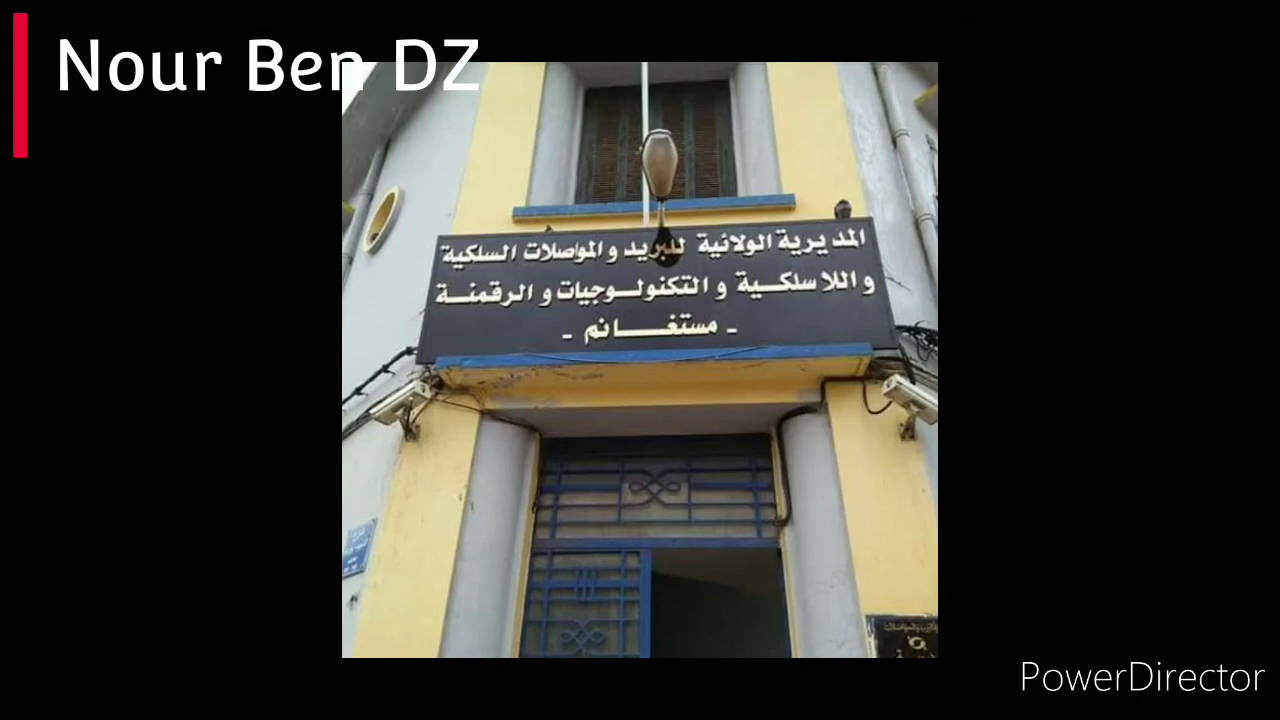 Nour Ben DZ
المديرية الولائية للبريد و المواصلات السلكية
و اللاسلكية و التكنولوجيات و الرقمنة
- مستغانم -
PowerDirector